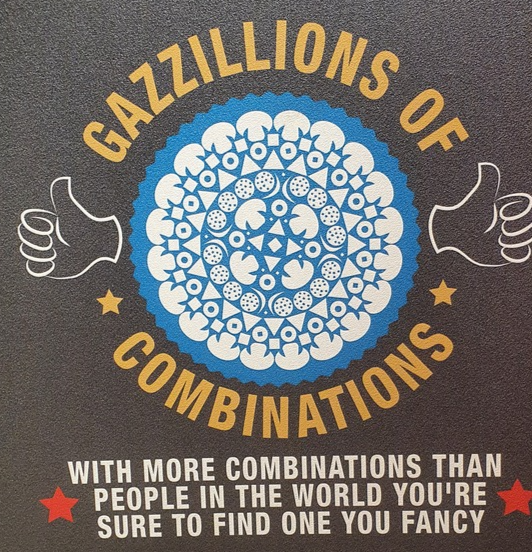 GAZZILLIONS OF
COMBINATIONS
WITH MORE COMBINATIONS THAN
PEOPLE IN THE WORLD YOU'RE
SURE TO FIND ONE YOU FANCY